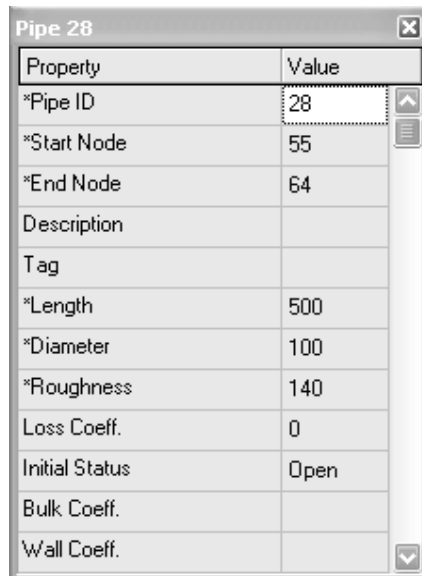 Pipe 28
Property Value
*Pipe ID 28
*Start Node 55
*End Node 64
Description
Tag
*Length 500
*Diameter 100
*Roughness 140
Loss Coeff. 0
Initial Status Open
Bulk Coeff.
Wall Coeff.